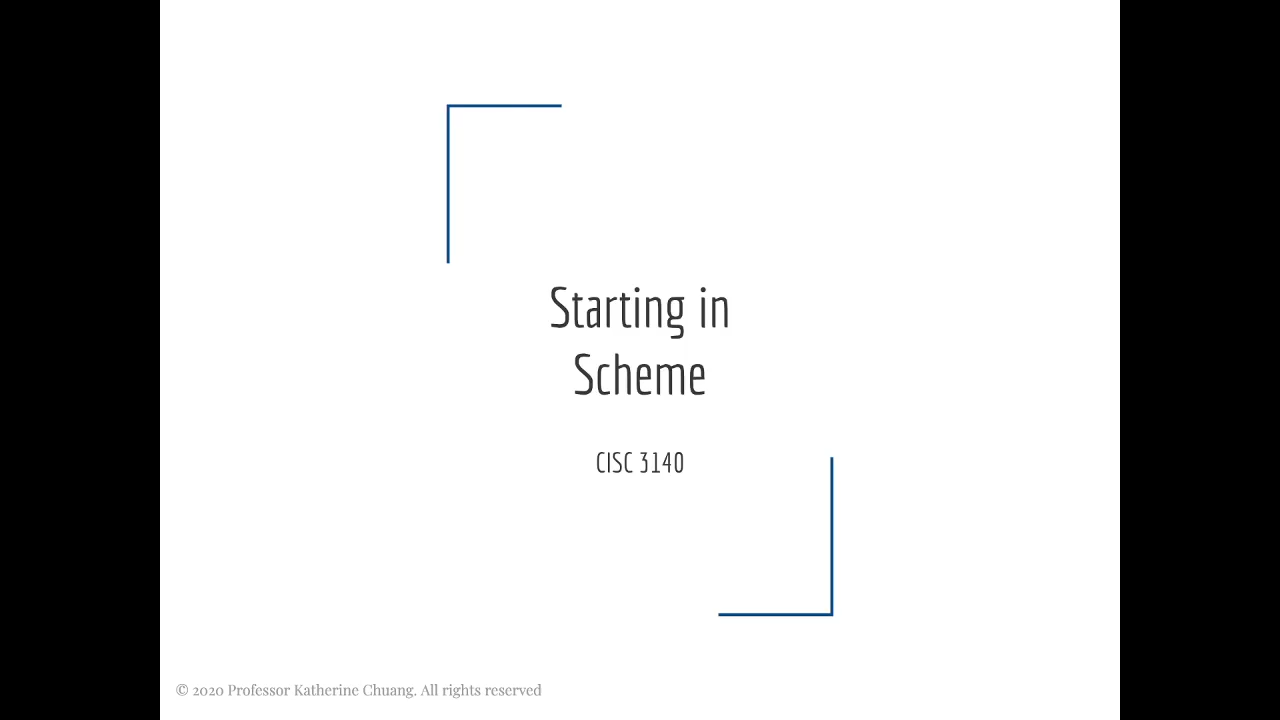 Starting in
Scheme
CISC 3140
© 2020 Professor Katherine Chuang. All rights reserved